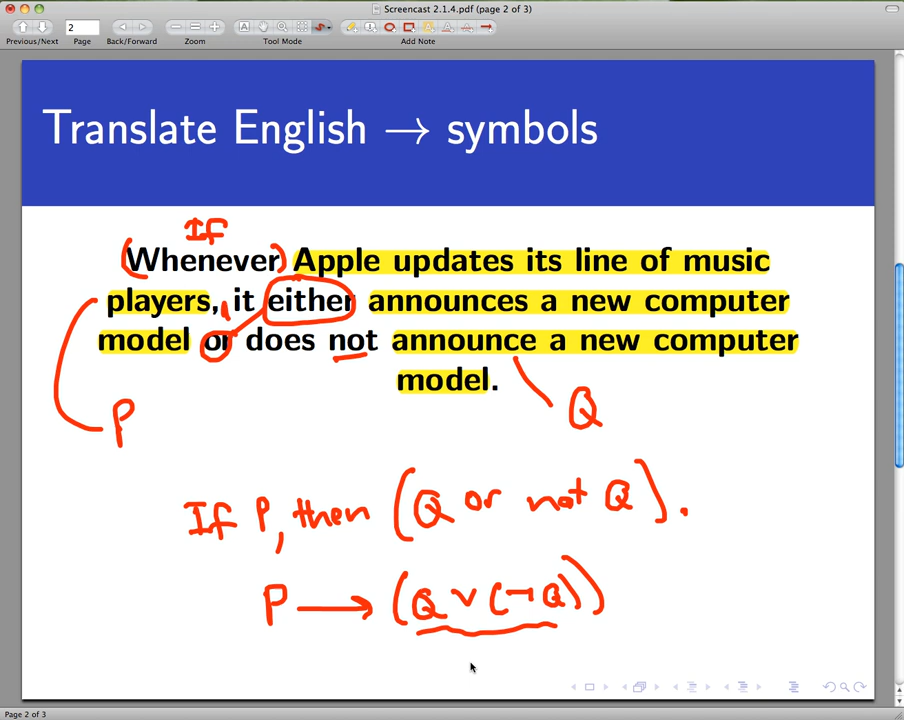 Screencast 2.1.4.pdf (page 2 of 3)
2
Previous/Next Page Back/Forward Zoom Tool Mode Add Note
Translate English → symbols
If
(Whenever) Apple updates its line of music
players, it either announces a new computer
model or does not announce a new computer
model.
P
Q
If P, then (Q or not Q).
P → (Q ∨ (¬Q))
Page 2 of 3